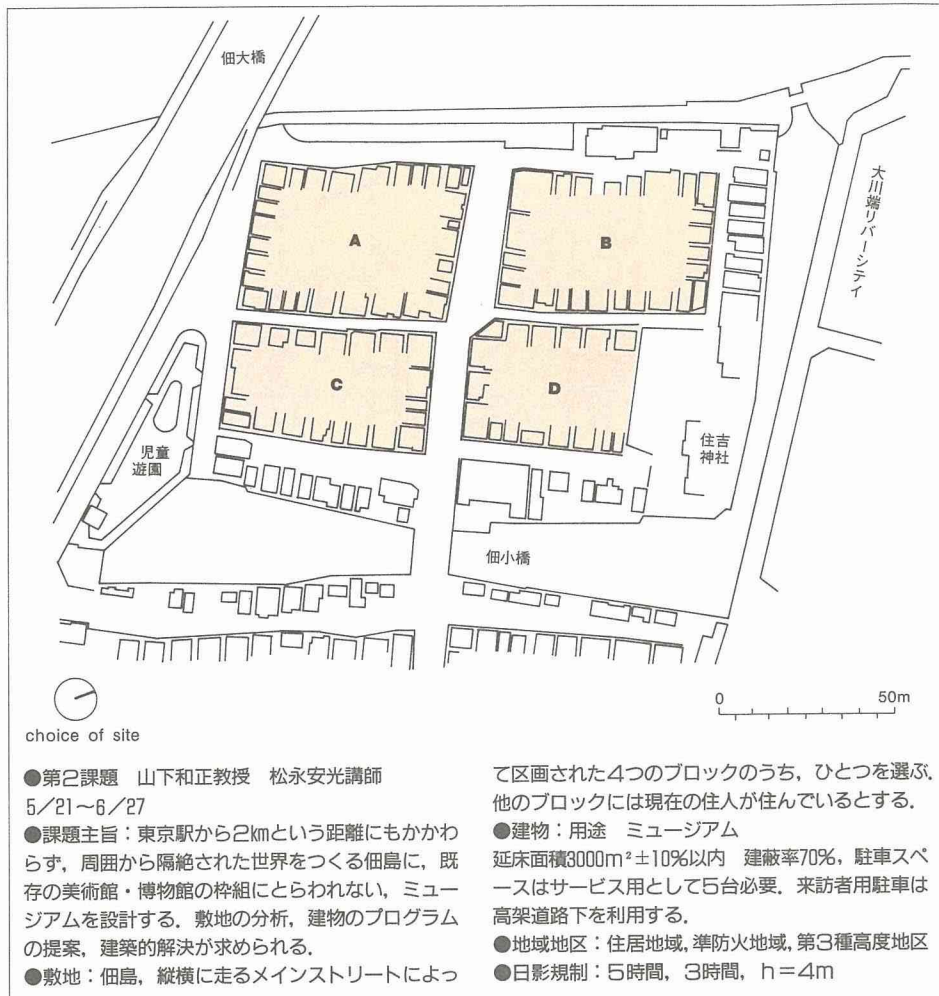 佃大橋
大川端リバーシティ
A
B
C
D
児童
遊園
住吉
神社
佃小橋
0 50m
choice of site
●第2課題 山下和正教授 松永安光講師
5/21〜6/27
●課題主旨：東京駅から2kmという距離にもかかわ
らず，周囲から隔絶された世界をつくる佃島に，既
存の美術館・博物館の枠組にとらわれない，ミュー
ジアムを設計する．敷地の分析，建物のプログラム
の提案，建築的解決が求められる．
●敷地：佃島，縦横に走るメインストリートによっ
て区画された4つのブロックのうち，ひとつを選ぶ．
他のブロックには現在の住人が住んでいるとする．
●建物：用途 ミュージアム
延床面積3000m²±10%以内 建蔽率70%，駐車スペ
ースはサービス用として5台必要．来訪者用駐車は
高架道路下を利用する．
●地域地区：住居地域，準防火地域，第3種高度地区
●日影規制：5時間，3時間，h＝4m